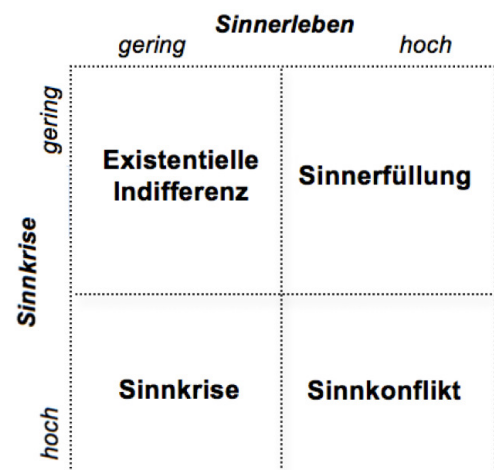 Sinnerleben
gering hoch
gering
Existentielle
Indifferenz
Sinnerfüllung
Sinnkrise
Sinnkrise
Sinnkonflikt
hoch